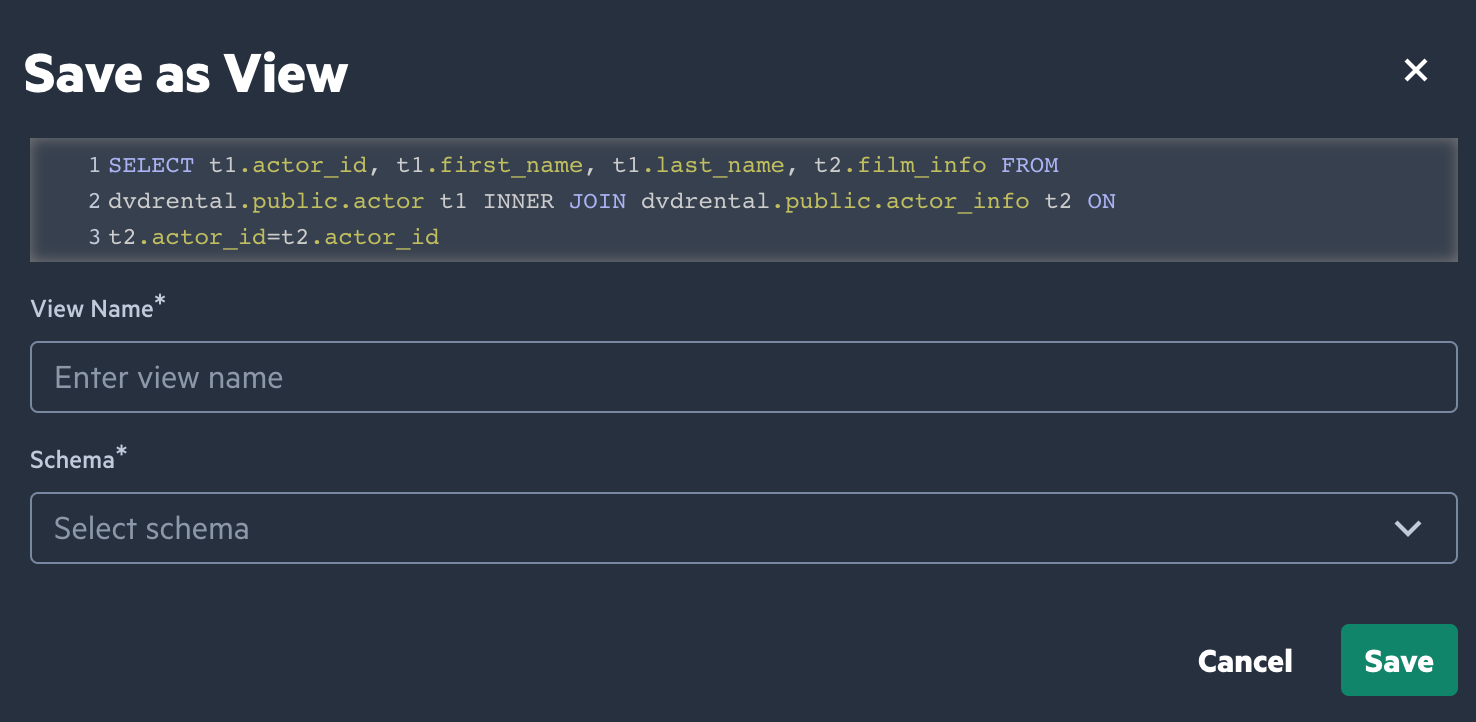 Save as View
1 SELECT t1.actor_id, t1.first_name, t1.last_name, t2.film_info FROM
2 dvdrental.public.actor t1 INNER JOIN dvdrental.public.actor_info t2 ON
3 t2.actor_id=t2.actor_id
View Name*
Enter view name
Schema*
Select schema
Cancel Save